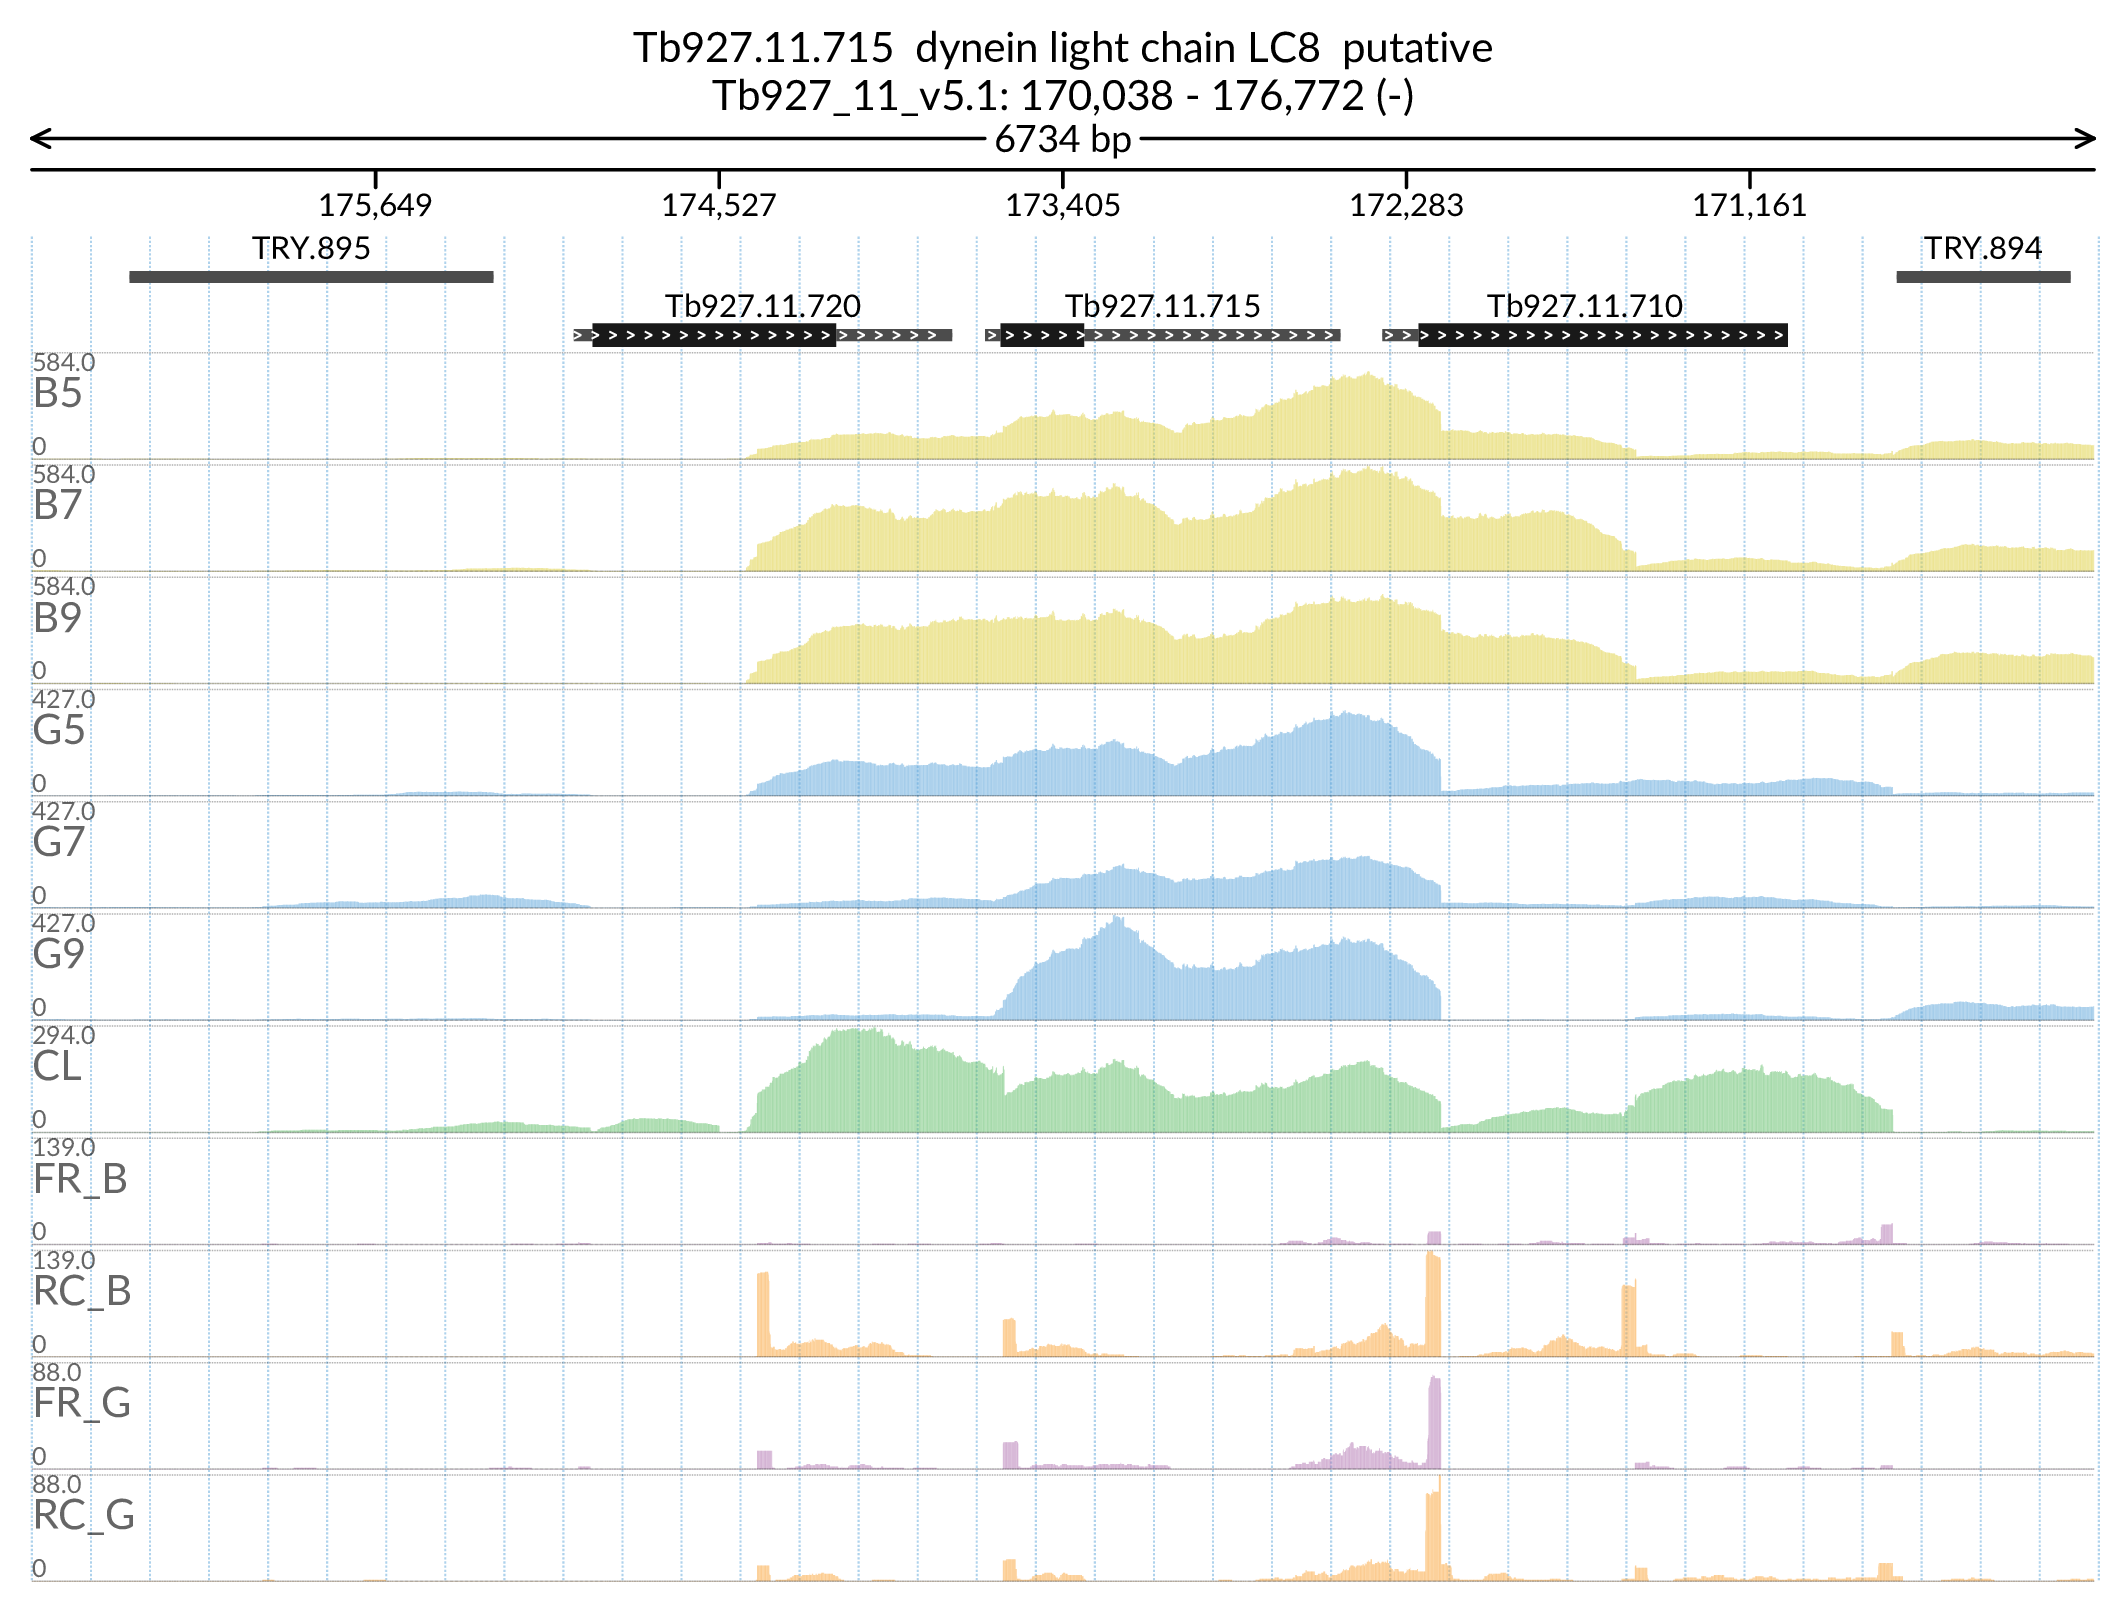 Tb927.11.715  dynein light chain LC8  putative
Tb927_11_v5.1: 170,038 - 176,772 (-)
6734 bp
175,649 174,527 173,405 172,283 171,161
TRY.895 TRY.894
Tb927.11.720 Tb927.11.715 Tb927.11.710
584.0
B5
0
584.0
B7
0
584.0
B9
0
427.0
G5
0
427.0
G7
0
427.0
G9
0
294.0
CL
0
139.0
FR_B
0
139.0
RC_B
0
88.0
FR_G
0
88.0
RC_G
0